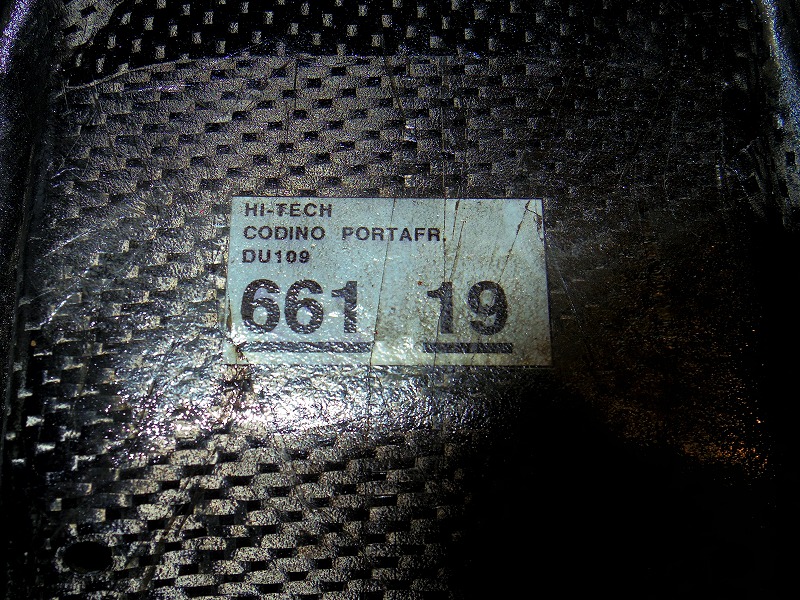 HI-TECH
CODINO PORTAFR.
DU109
661 19